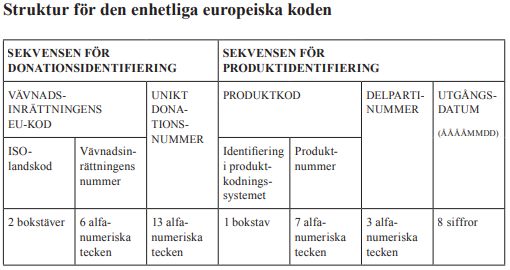 Struktur för den enhetliga europeiska koden
SEKVENSEN FÖR
DONATIONSIDENTIFIERING
SEKVENSEN FÖR
PRODUKTIDENTIFIERING
VÄVNADS-
INRÄTTNINGENS
EU-KOD
UNIKT
DONA-
TIONS-
NUMMER
PRODUKTKOD
DELPARTI-
NUMMER
UTGÅNGS-
DATUM
(ÅÅÅÅMMDD)
ISO-
landskod
Vävnadsin-
rättningens
nummer
Identifiering
i produkt-
kodnings-
systemet
Produkt-
nummer
2 bokstäver
6 alfa-
numeriska
tecken
13 alfa-
numeriska
tecken
1 bokstav
7 alfa-
numeriska
tecken
3 alfa-
numeriska
tecken
8 siffror